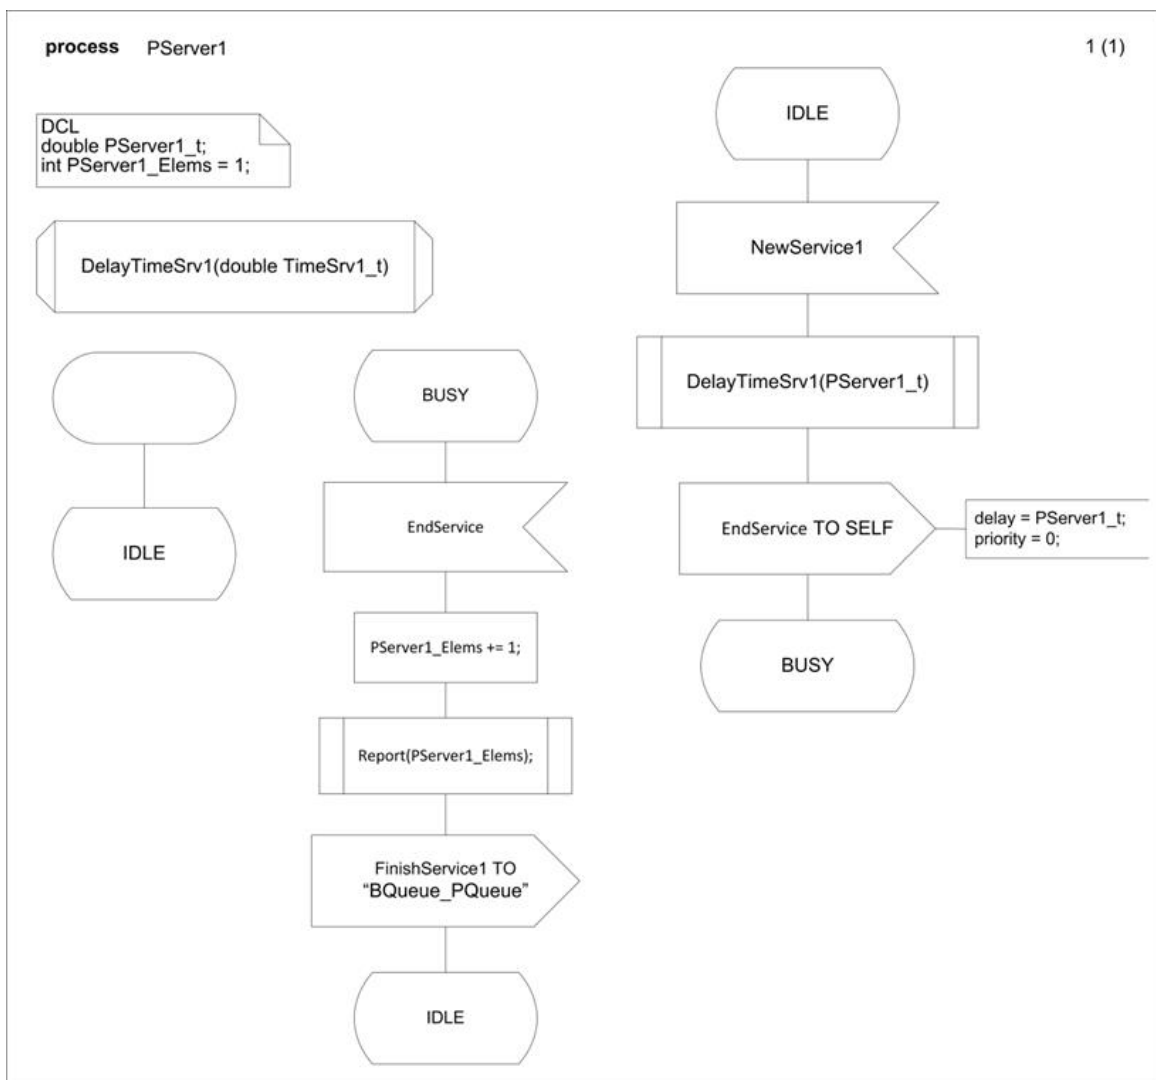 process PServer1
1 (1)
DCL
double PServer1_t;
int PServer1_Elems = 1;
DelayTimeSrv1(double TimeSrv1_t)
IDLE
BUSY
EndService
PServer1_Elems += 1;
Report(PServer1_Elems);
FinishService1 TO
“BQueue_PQueue”
IDLE
IDLE
NewService1
DelayTimeSrv1(PServer1_t)
EndService TO SELF
delay = PServer1_t;
priority = 0;
BUSY